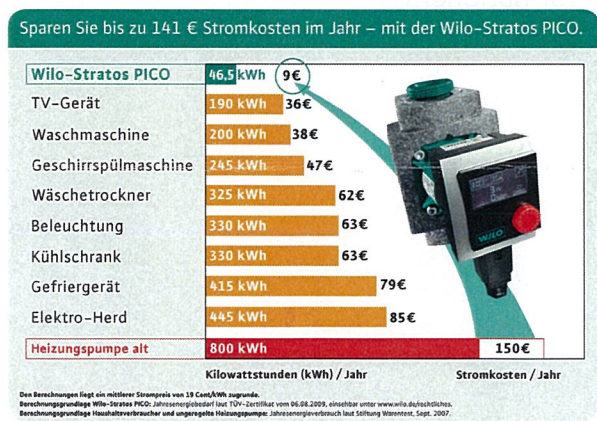 Sparen Sie bis zu 141 € Stromkosten im Jahr – mit der Wilo-Stratos PICO.
Wilo-Stratos PICO 46,5 kWh 9€
TV-Gerät 190 kWh 36€
Waschmaschine 200 kWh 38€
Geschirrspülmaschine 245 kWh 47€
Wäschetrockner 325 kWh 62€
Beleuchtung 330 kWh 63€
Kühlschrank 330 kWh 63€
Gefriergerät 415 kWh 79€
Elektro-Herd 445 kWh 85€
Heizungspumpe alt 800 kWh 150€
Kilowattstunden (kWh) / Jahr Stromkosten / Jahr
WILO
Den Berechnungen liegt ein mittlerer Strompreis von 19 Cent/kWh zugrunde.
Berechnungsgrundlage Wilo-Stratos PICO: Jahresenergiebedarf laut TÜV-Zertifikat vom 06.08.2009, einsehbar unter www.wilo.de/rechtliches.
Berechnungsgrundlage Haushaltsverbraucher und ungeregelte Heizungspumpe: Jahresenergieverbrauch laut Stiftung Warentest, Sept. 2007.